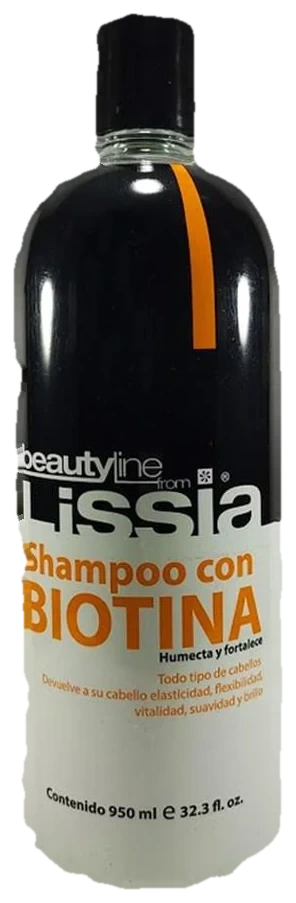 beautyline
from
Lissia®
Shampoo con
BIOTINA
Humecta y fortalece
Todo tipo de cabellos
Devuelve a su cabello elasticidad, flexibilidad,
vitalidad, suavidad y brillo
Contenido 950 ml e 32.3 fl. oz.